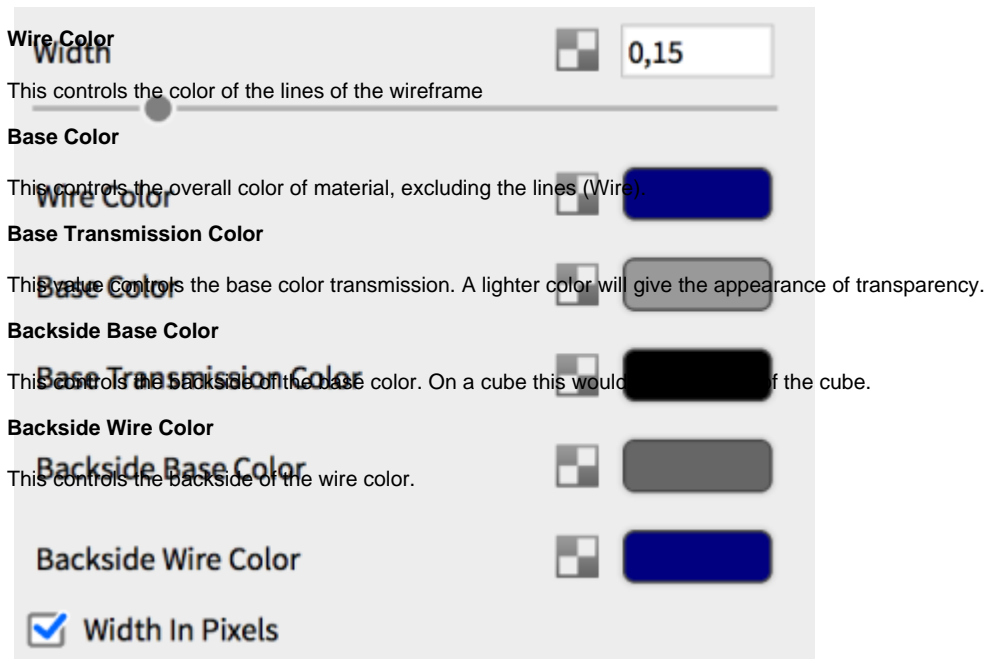 Wire Color
Width
0,15
This controls the color of the lines of the wireframe
Base Color
This controls the overall color of material, excluding the lines (Wire).
Wire Color
Base Transmission Color
This value controls the base color transmission. A lighter color will give the appearance of transparency.
Base Color
Backside Base Color
This controls the backside of the base color. On a cube this would of the cube.
Base Transmission Color
Backside Wire Color
Backside Base Color
This controls the backside of the wire color.
Backside Wire Color
Width In Pixels